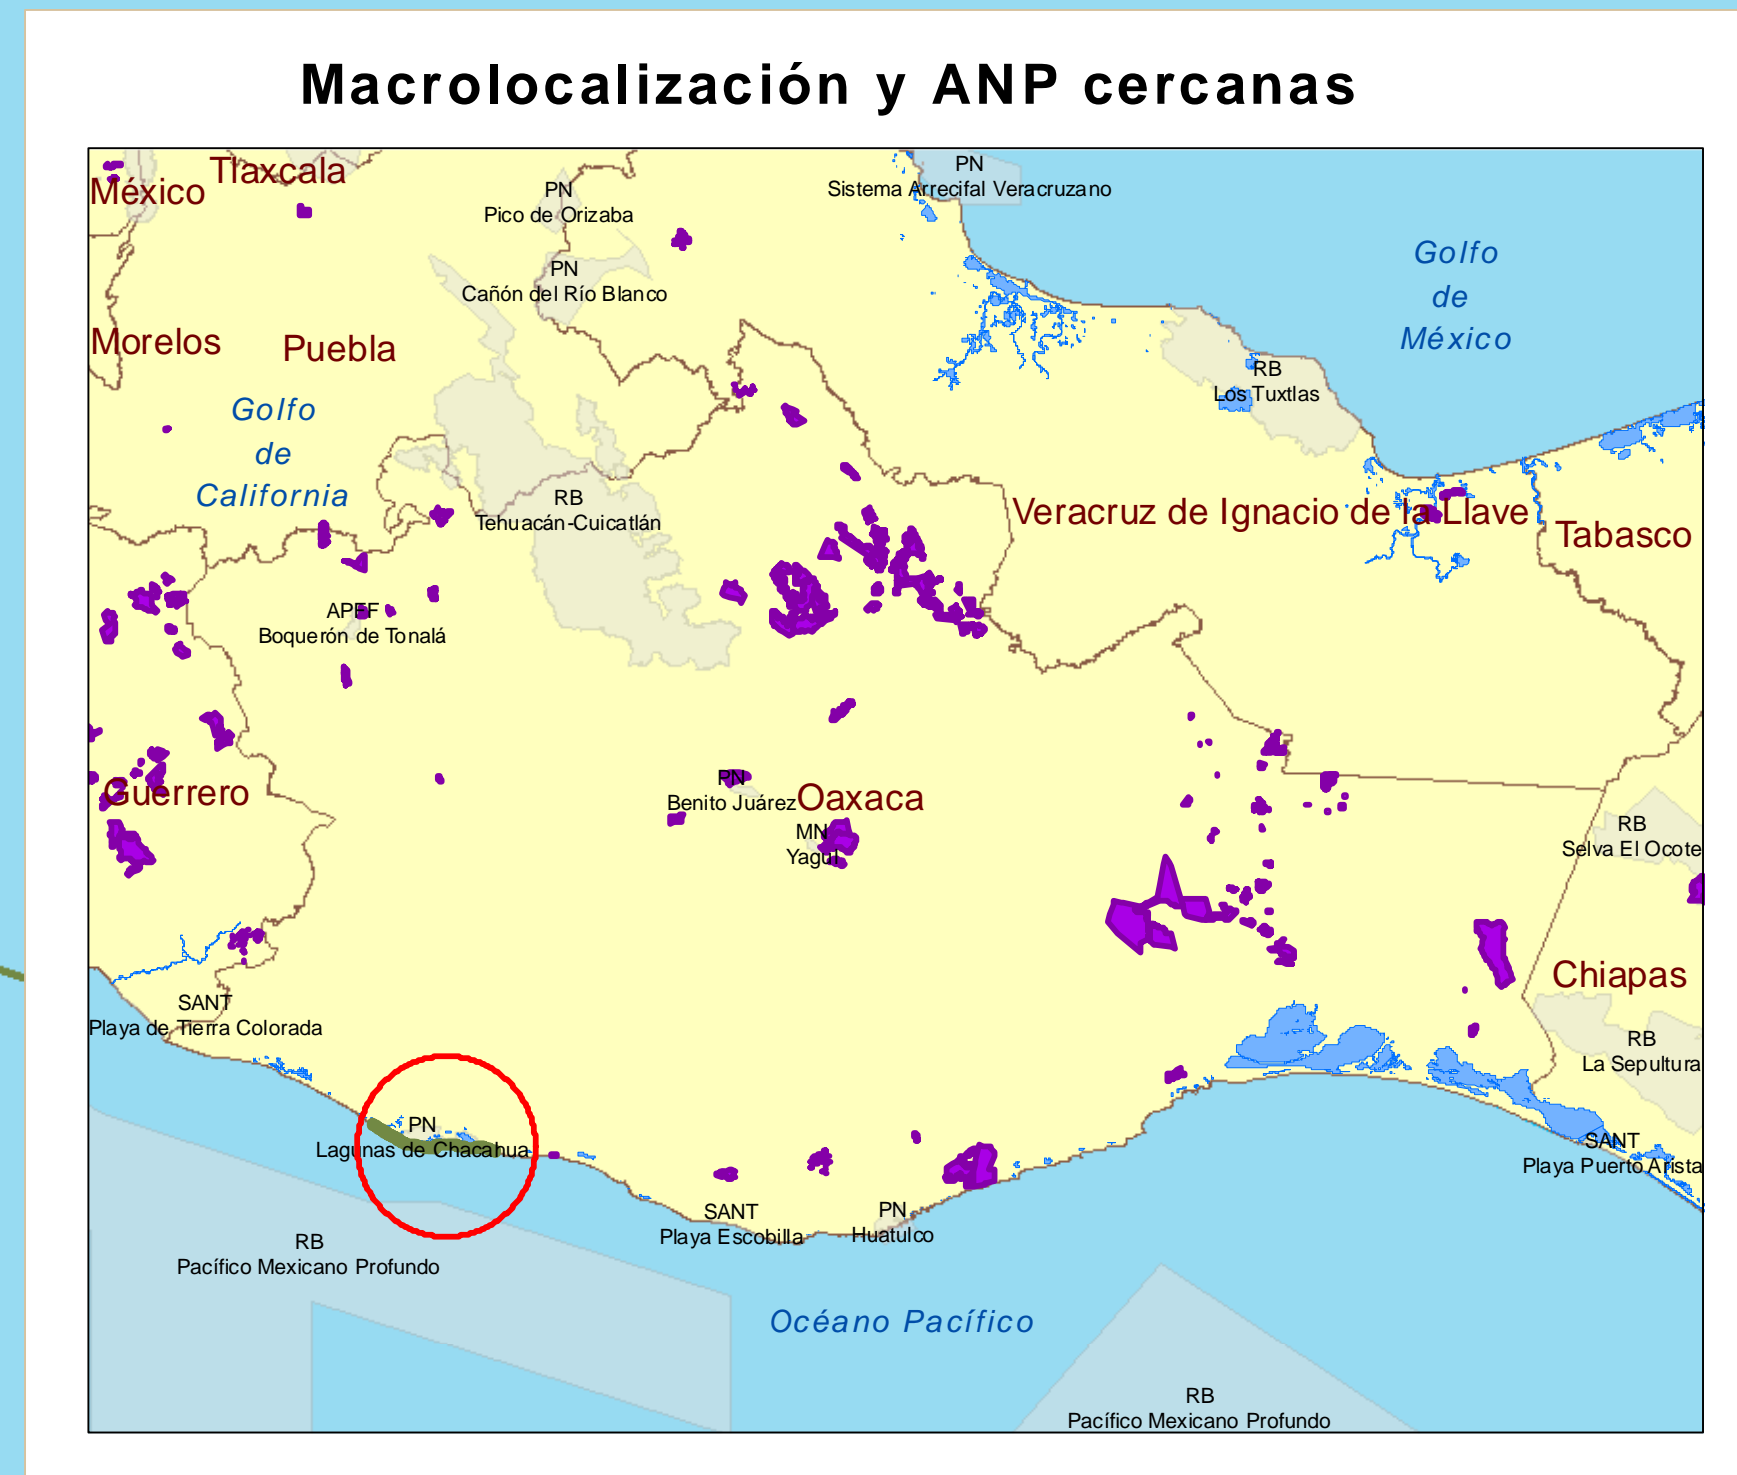 Macrolocalización y ANP cercanas
México
Tlaxcala
PN
Pico de Orizaba
PN
Sistema Arrecifal Veracruzano
PN
Cañón del Río Blanco
Golfo
de
México
Morelos
Puebla
RB
Los Tuxtlas
Golfo
de
California
RB
Tehuacán-Cuicatlán
Veracruz de Ignacio de la Llave
Tabasco
APFF
Boquerón de Tonalá
Guerrero
PN
Benito Juárez
Oaxaca
MN
Yagul
RB
Selva El Ocote
Chiapas
SANT
Playa de Tierra Colorada
RB
La Sepultura
PN
Lagunas de Chacahua
SANT
Playa Puerto Arista
SANT
Playa Escobilla
PN
Huatulco
RB
Pacífico Mexicano Profundo
Océano Pacífico
RB
Pacífico Mexicano Profundo